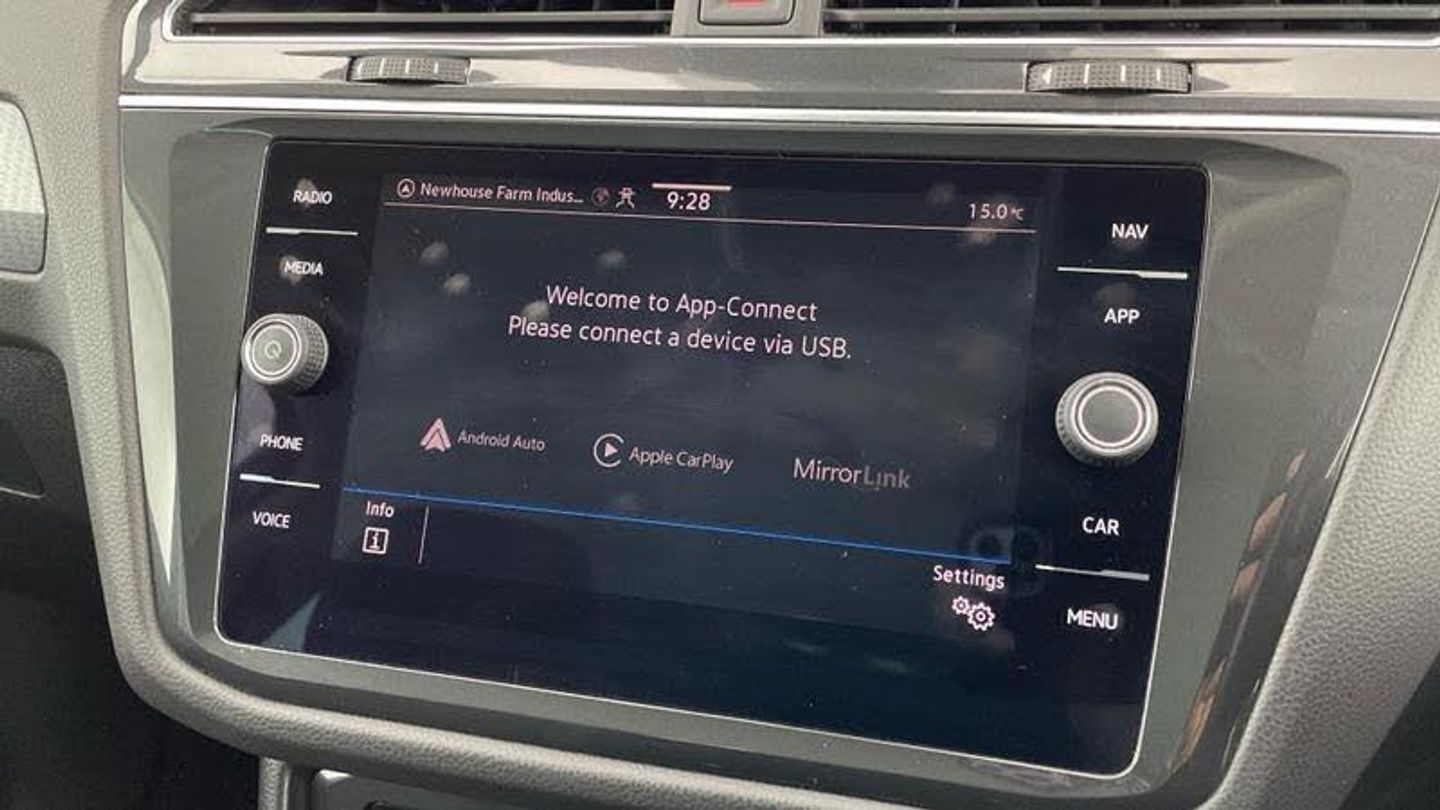 RADIO
MEDIA
PHONE
VOICE
Newhouse Farm Indus...
9:28
15.0°C
Welcome to App-Connect
Please connect a device via USB.
Android Auto
Apple CarPlay
MirrorLink
Info
i
Settings
NAV
APP
CAR
MENU